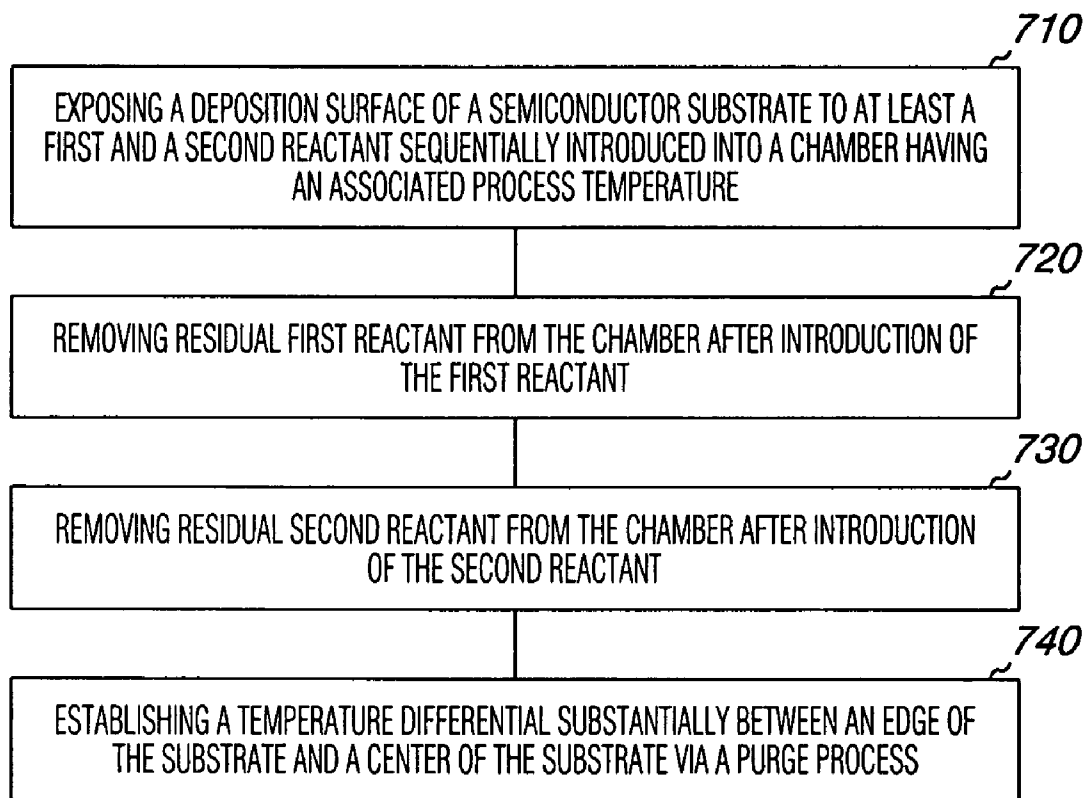 710
EXPOSING A DEPOSITION SURFACE OF A SEMICONDUCTOR SUBSTRATE TO AT LEAST A
FIRST AND A SECOND REACTANT SEQUENTIALLY INTRODUCED INTO A CHAMBER HAVING
AN ASSOCIATED PROCESS TEMPERATURE
720
REMOVING RESIDUAL FIRST REACTANT FROM THE CHAMBER AFTER INTRODUCTION OF
THE FIRST REACTANT
730
REMOVING RESIDUAL SECOND REACTANT FROM THE CHAMBER AFTER INTRODUCTION
OF THE SECOND REACTANT
740
ESTABLISHING A TEMPERATURE DIFFERENTIAL SUBSTANTIALLY BETWEEN AN EDGE OF
THE SUBSTRATE AND A CENTER OF THE SUBSTRATE VIA A PURGE PROCESS